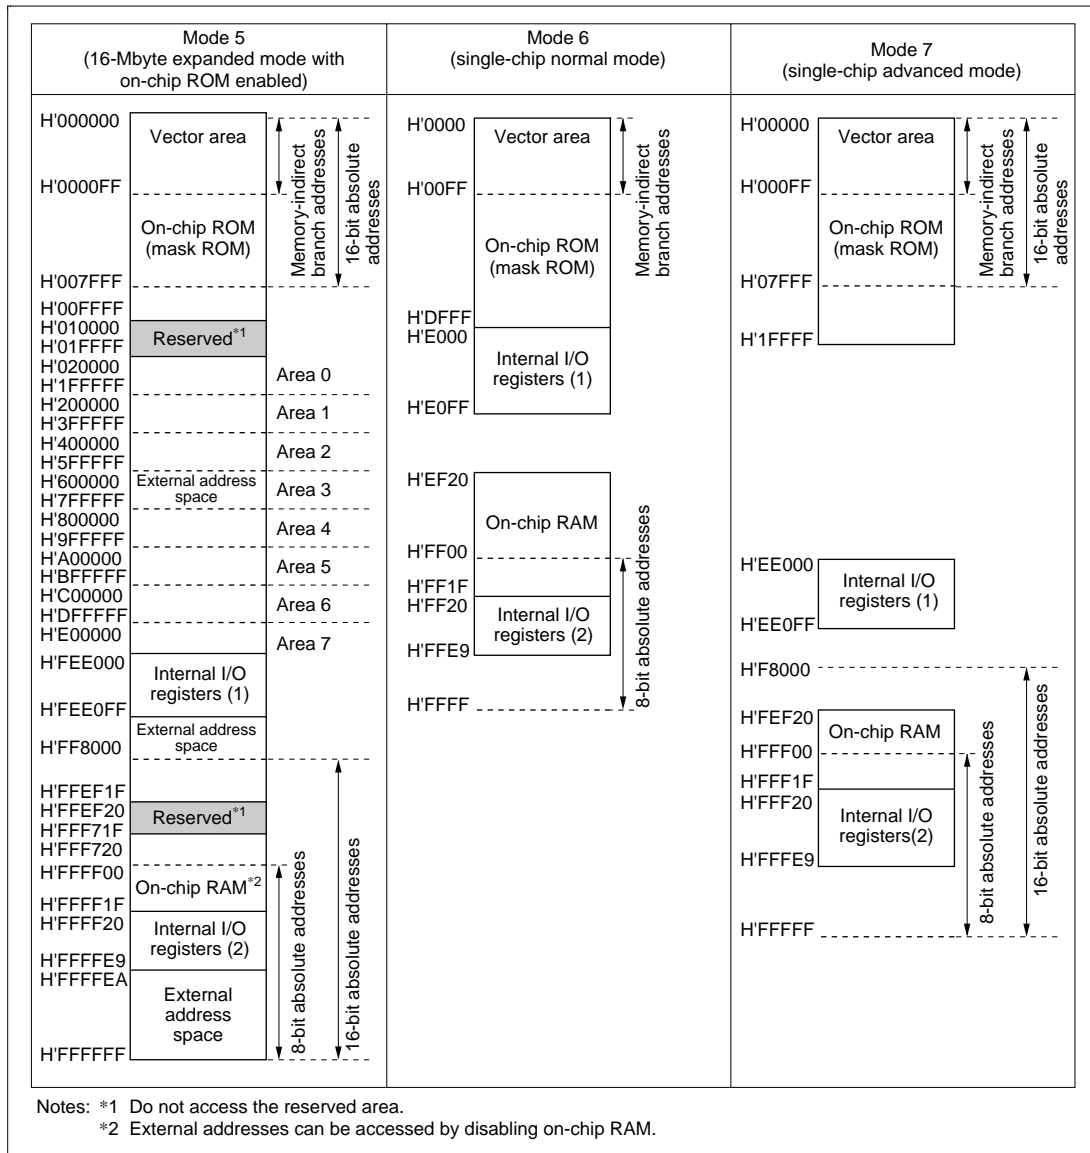 Mode 5
(16-Mbyte expanded mode with
on-chip ROM enabled)
H'000000
Vector area
H'0000FF
On-chip ROM
(mask ROM)
H'007FFF
H'00FFFF
H'010000
Reserved*1
H'01FFFF
H'020000
Area 0
H'1FFFFF
H'200000
Area 1
H'3FFFFF
H'400000
Area 2
H'5FFFFF
H'600000
External address
space
Area 3
H'7FFFFF
H'800000
Area 4
H'9FFFFF
H'A00000
Area 5
H'BFFFFF
H'C00000
Area 6
H'DFFFFF
H'E00000
Area 7
H'FEE000
Internal I/O
registers (1)
H'FEE0FF
External address
space
H'FF8000
H'FFEF1F
H'FFEF20
Reserved*1
H'FFF71F
H'FFF720
H'FFFF00
On-chip RAM*2
H'FFFF1F
H'FFFF20
Internal I/O
registers (2)
H'FFFFE9
H'FFFFEA
External
address
space
H'FFFFFF
Memory-indirect
branch addresses
16-bit absolute
addresses
8-bit absolute addresses
16-bit absolute addresses
Mode 6
(single-chip normal mode)
H'0000
Vector area
H'00FF
On-chip ROM
(mask ROM)
H'DFFF
H'E000
Internal I/O
registers (1)
H'E0FF
H'EF20
On-chip RAM
H'FF00
H'FF1F
H'FF20
Internal I/O
registers (2)
H'FFE9
H'FFFF
Memory-indirect
branch addresses
8-bit absolute addresses
Mode 7
(single-chip advanced mode)
H'00000
Vector area
H'000FF
On-chip ROM
(mask ROM)
H'07FFF
H'1FFFF
H'EE000
Internal I/O
registers (1)
H'EE0FF
H'F8000
H'FEF20
On-chip RAM
H'FFF00
H'FFF1F
H'FFF20
Internal I/O
registers(2)
H'FFFE9
H'FFFFF
Memory-indirect
branch addresses
16-bit absolute
addresses
8-bit absolute addresses
16-bit absolute addresses
Notes: *1 Do not access the reserved area.
*2 External addresses can be accessed by disabling on-chip RAM.